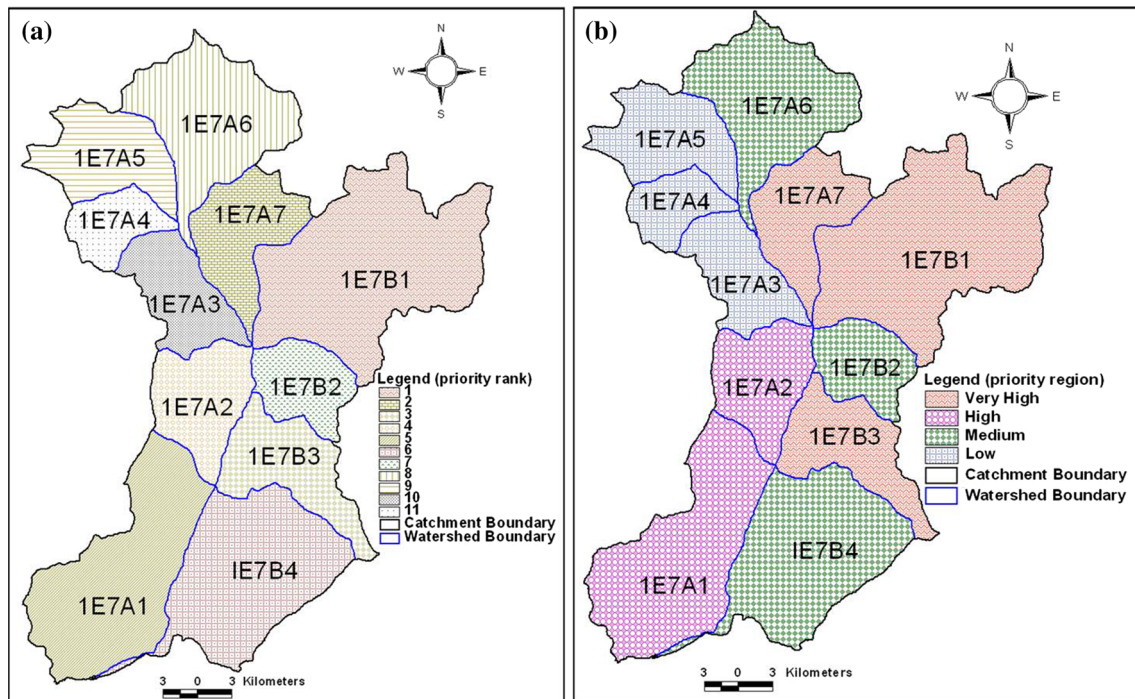 (a)
N
W E
S
1E7A6
1E7A5
1E7A4
1E7A7
1E7B1
1E7A3
1E7B2
1E7A2
1E7B3
1E7A1
IE7B4
Legend (priority rank)
1
2
3
4
5
6
7
8
9
10
11
Catchment Boundary
Watershed Boundary
3 0 3 Kilometers
(b)
N
W E
S
1E7A6
1E7A5
1E7A4
1E7A7
1E7B1
1E7A3
1E7B2
1E7A2
1E7B3
1E7A1
IE7B4
Legend (priority region)
Very High
High
Medium
Low
Catchment Boundary
Watershed Boundary
3 0 3 Kilometers